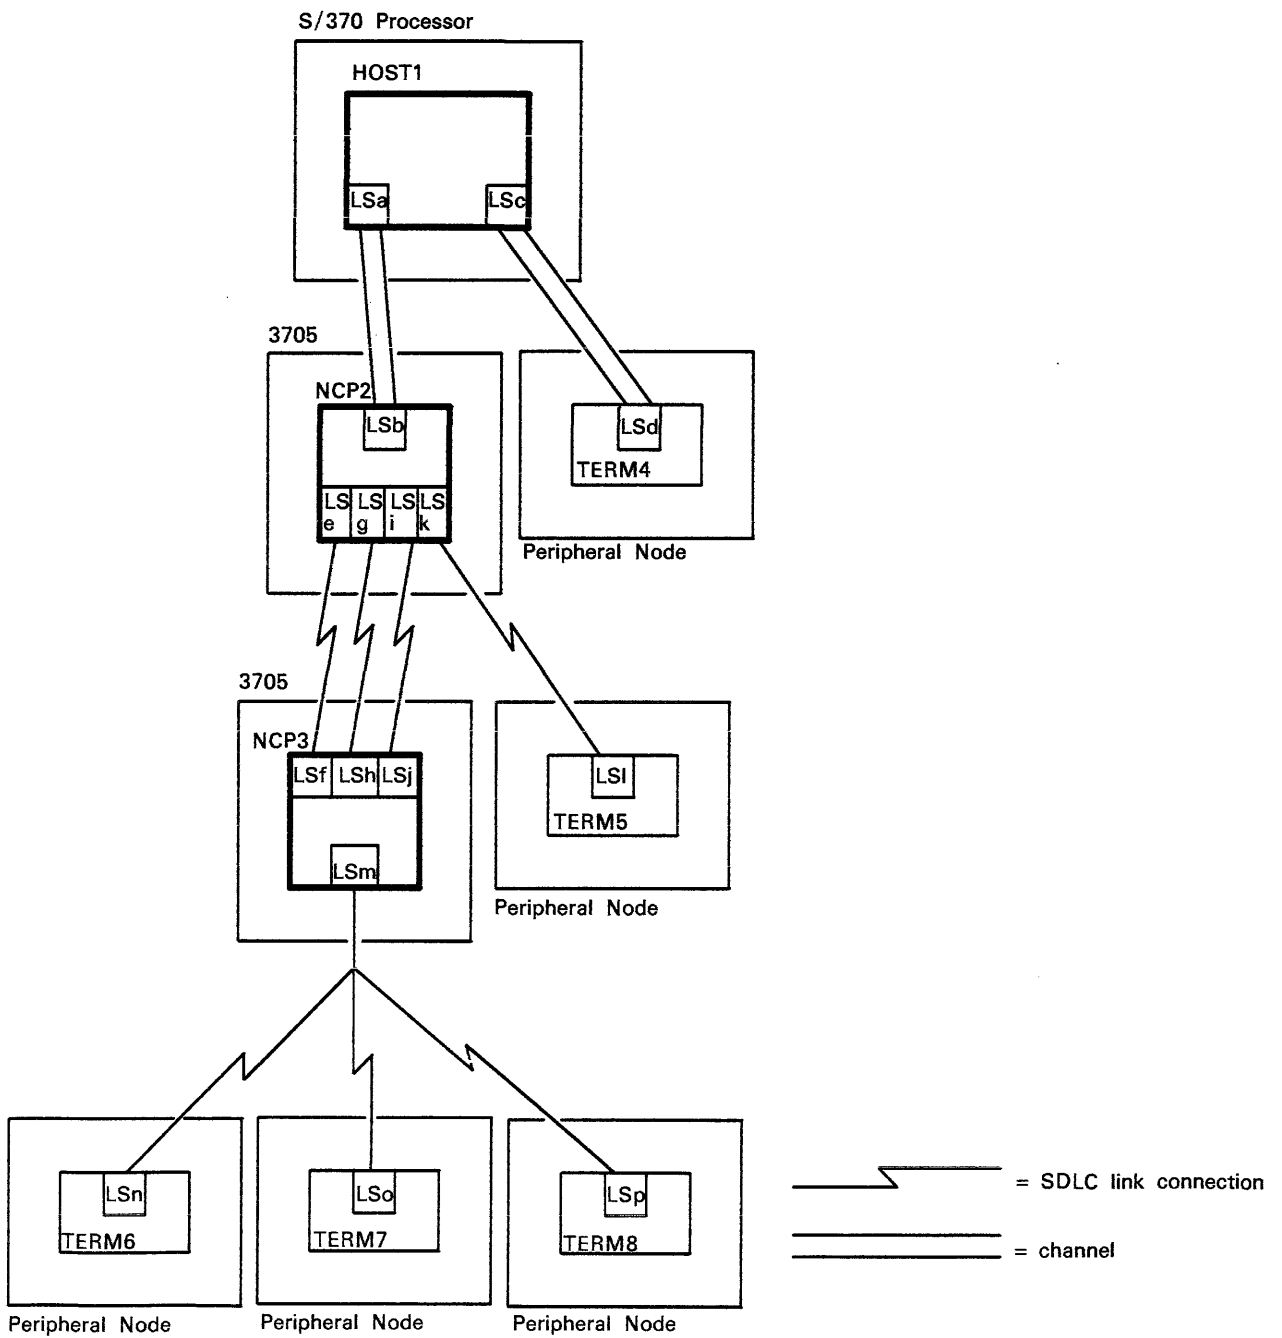 S/370 Processor
HOST1
LSa
LSc
3705
NCP2
LSb
LSd
TERM4
LS LS LS LS
e g i k
Peripheral Node
3705
NCP3
LSf LSh LSj
LSl
TERM5
LSm
Peripheral Node
LSn
LSo
LSp
TERM6
TERM7
TERM8
= SDLC link connection
= channel
Peripheral Node
Peripheral Node
Peripheral Node